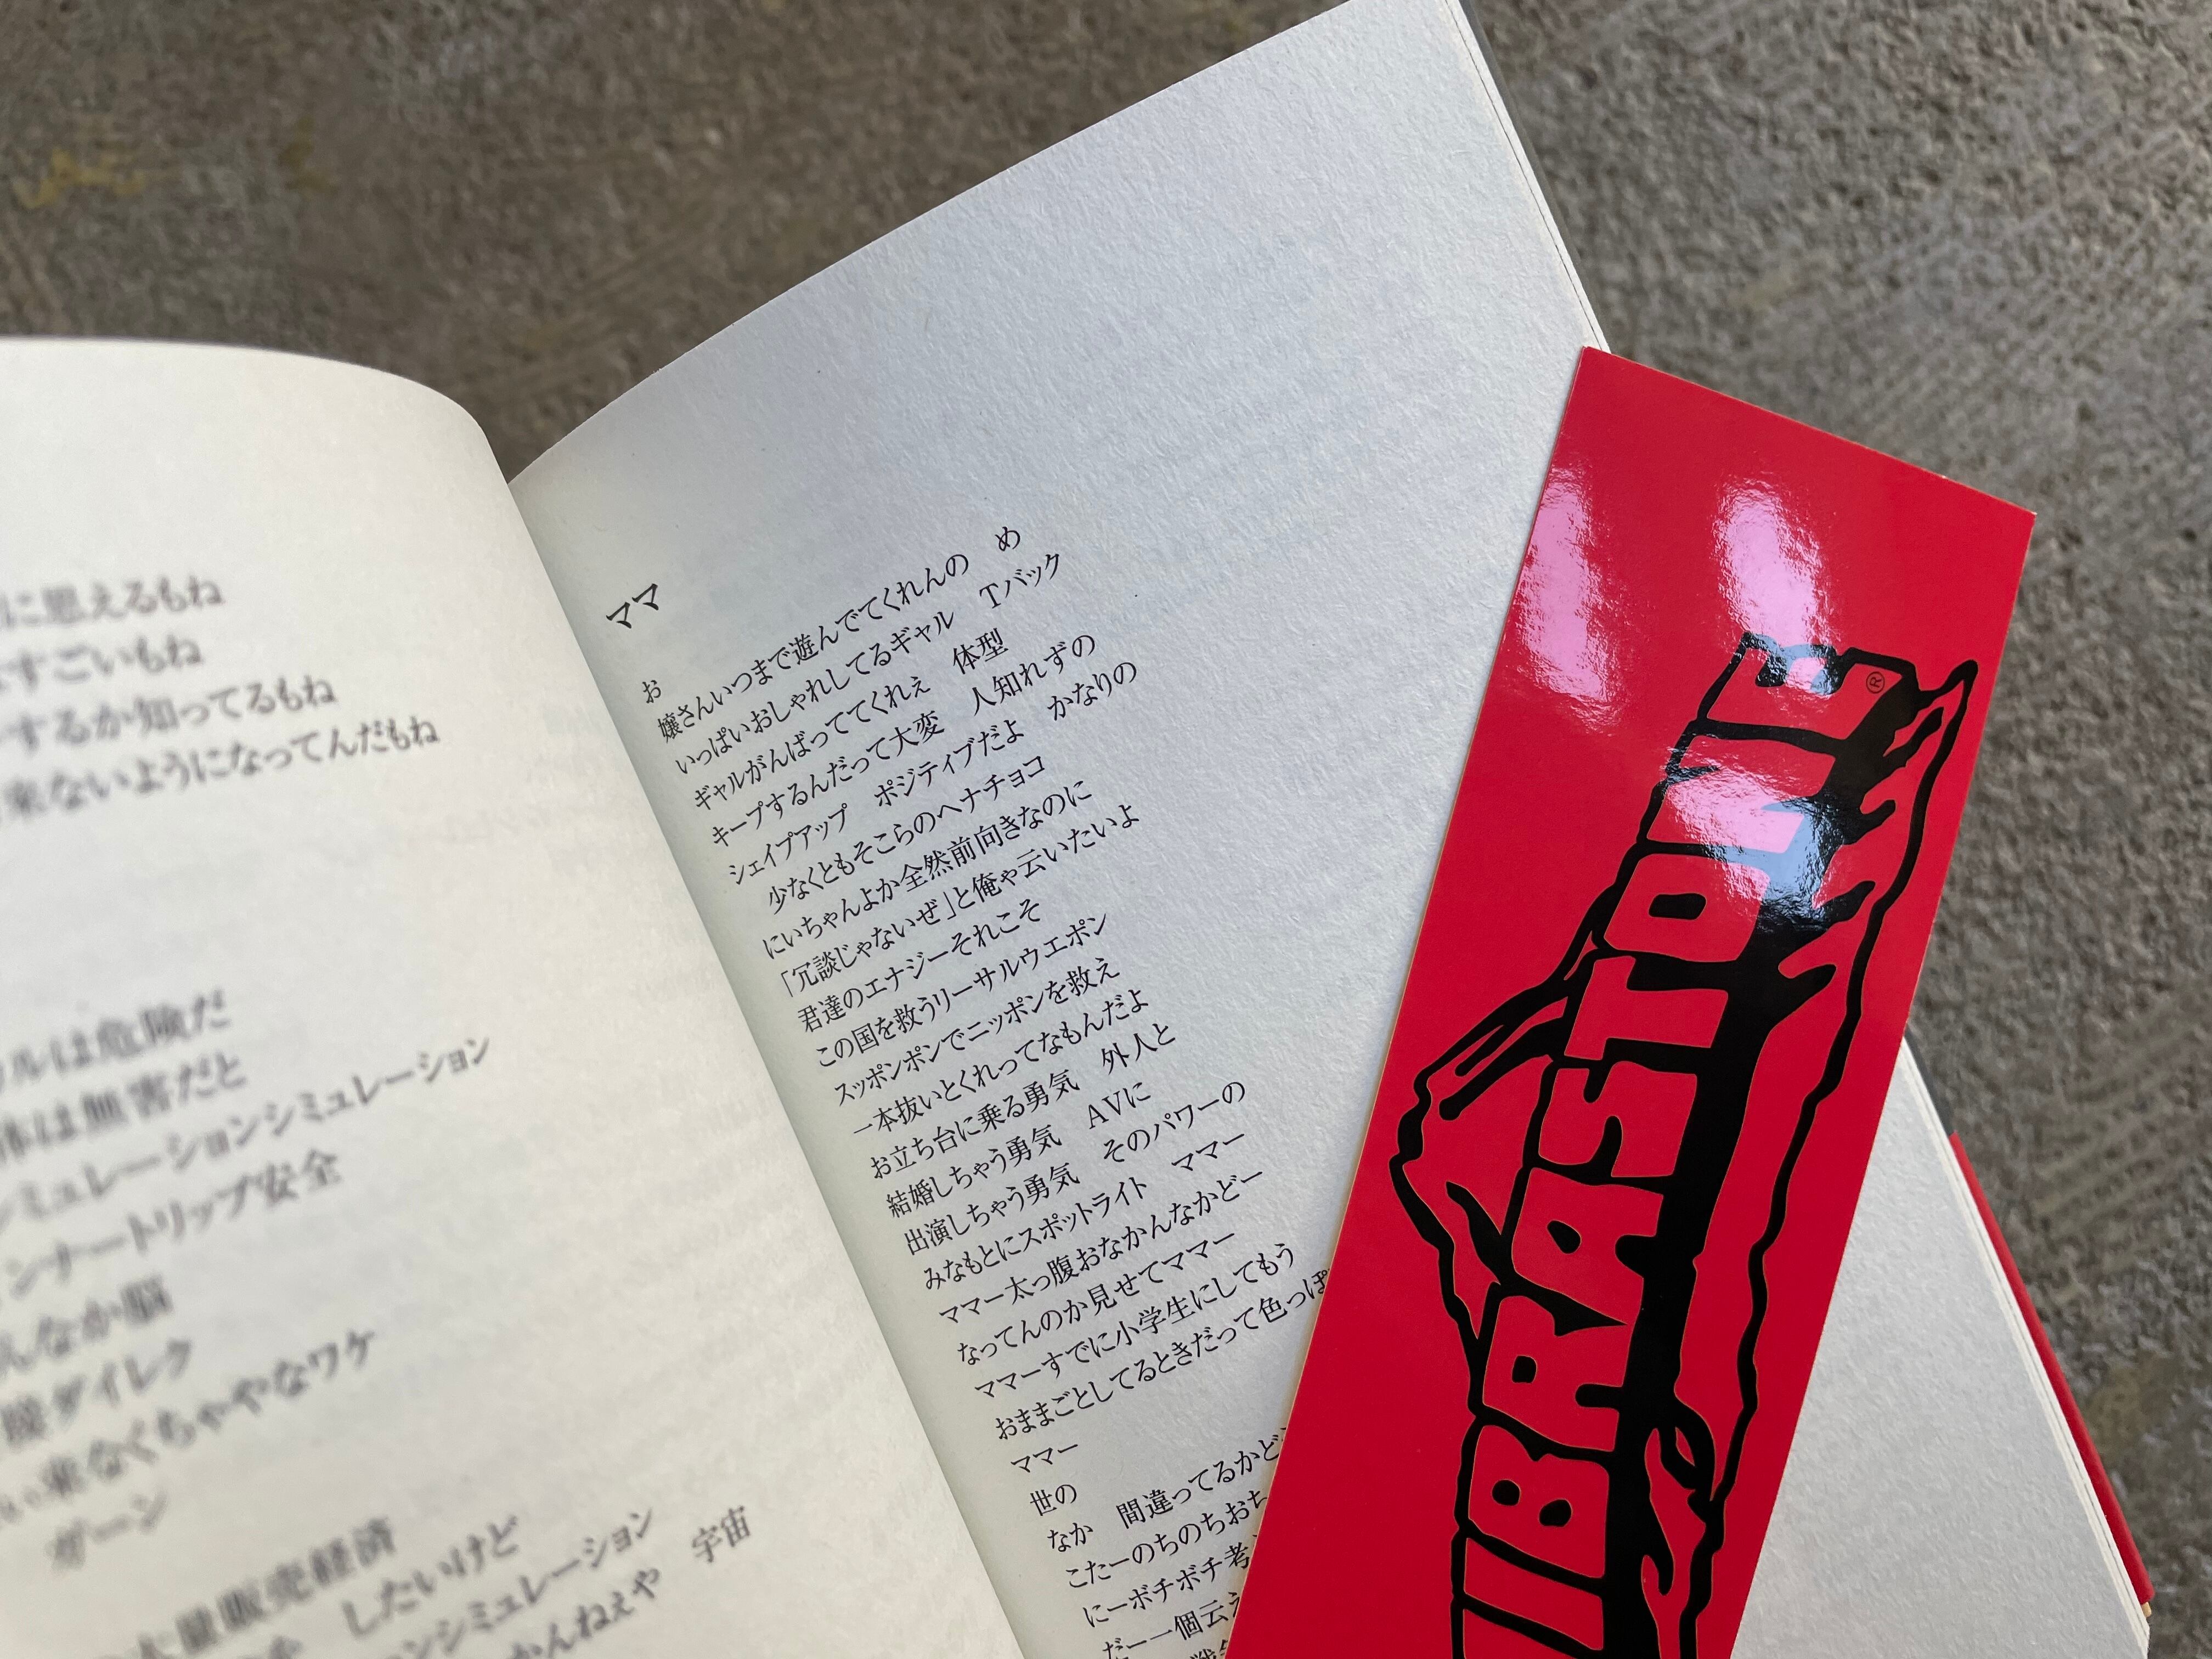 に思えるもね
すごいもね
するか知ってるもね
来ないようになってんだもね
ルは危険だ
体は無害だと
ミュレーションシミュレーション
ンナートリップ安全
んなか脳
ダイレク
来なくちゃやなワケ
ガーン
大量販売経済
したいけど
ンシミュレーション
かんねぇや　宇宙
ママ
お
嬢さんいつまで遊んでてくれんの　め
いっぱいおしゃれしてるギャル　Tバック
ギャルがんばっててくれぇ　体型
キープするんだって大変　人知れずの
シェイプアップ　ポジティブだよ　かなりの
少なくともそこらのヘナチョコ
にいちゃんよか全然前向きなのに
「冗談じゃないぜ」と俺ゃ云いたいよ
君達のエナジーそれこそ
この国を救うリーサルウエポン
スッポンポンでニッポンを救え
一本抜いとくれってなもんだよ
お立ち台に乗る勇気　外人と
結婚しちゃう勇気　AVに
出演しちゃう勇気　そのパワーの
みなもとにスポットライト　ママー
ママー太っ腹おなかんなかどー
なってんのか見せてママー
ママーすでに小学生にしてもう
おままごとしてるときだって色っぽ
ママー
世の
なか　間違ってるかど
こたーのちのちおち
にーボチボチ考
だー一個云え
IBRASTONE®